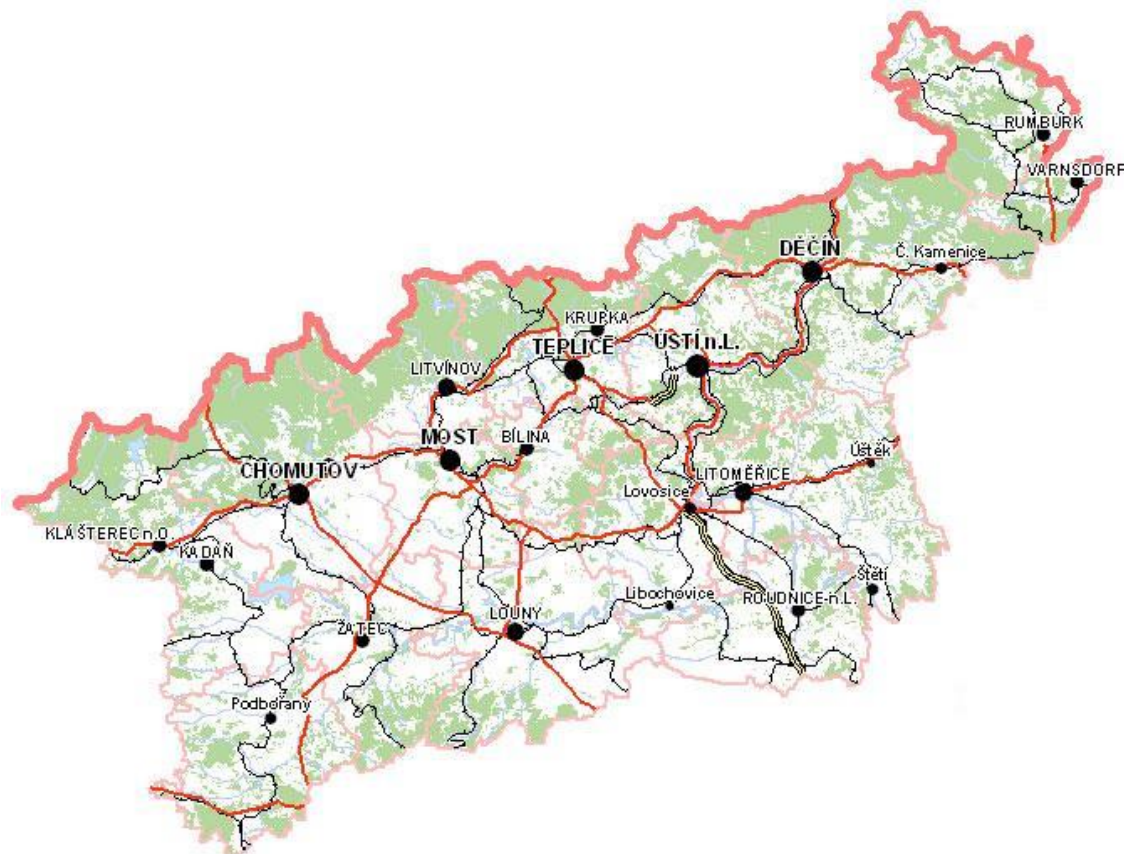 RUMBURK
VARNSDORF
DĚČÍN
Č. Kamenice
KRUPKA
TEPLICE
ÚSTÍ n.L.
LITVÍNOV
MOST
BÍLINA
Úštěk
CHOMUTOV
LITOMĚŘICE
Lovosice
KLÁŠTEREC n.O.
KADAŇ
Štětí
Libochovice
ROUDNICE n.L.
LOUNY
ŽATEC
Podbořany